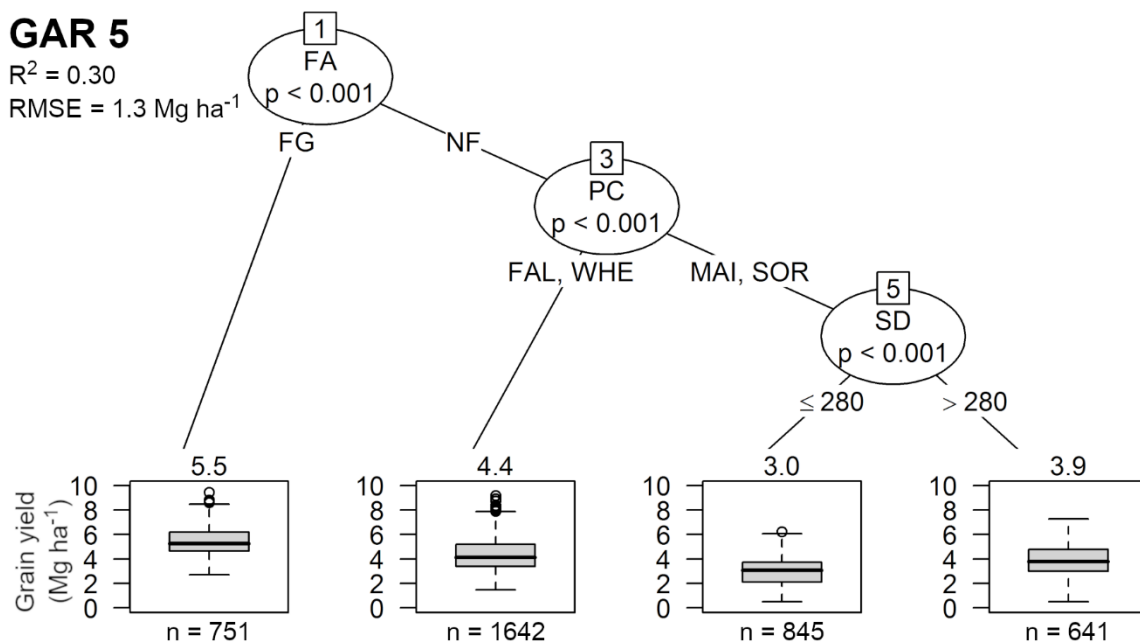 GAR 5
R² = 0.30
RMSE = 1.3 Mg ha⁻¹
1
FA
p < 0.001
FG
NF
3
PC
p < 0.001
FAL, WHE
MAI, SOR
5
SD
p < 0.001
≤ 280
> 280
Grain yield
(Mg ha⁻¹)
5.5
10
8
6
4
2
0
n = 751
4.4
10
8
6
4
2
0
n = 1642
3.0
10
8
6
4
2
0
n = 845
3.9
10
8
6
4
2
0
n = 641